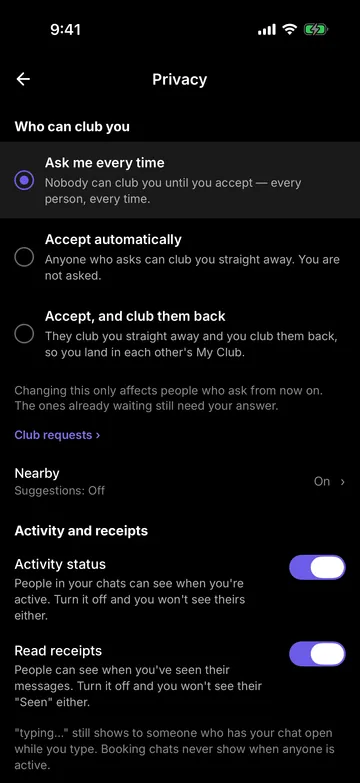 9:41
Privacy
Who can club you
Ask me every time
Nobody can club you until you accept — every
person, every time.
Accept automatically
Anyone who asks can club you straight away. You are
not asked.
Accept, and club them back
They club you straight away and you club them back,
so you land in each other's My Club.
Changing this only affects people who ask from now on.
The ones already waiting still need your answer.
Club requests ›
Nearby
On ›
Suggestions: Off
Activity and receipts
Activity status
People in your chats can see when you're
active. Turn it off and you won't see theirs
either.
Read receipts
People can see when you've seen their
messages. Turn it off and you won't see their
"Seen" either.
"typing…" still shows to someone who has your chat open
while you type. Booking chats never show when anyone is
active.